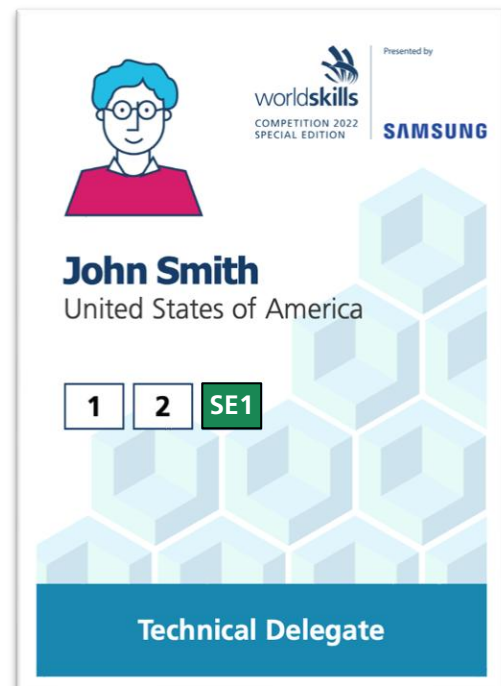 Presented by
worldskills
COMPETITION 2022
SPECIAL EDITION
SAMSUNG
John Smith
United States of America
1 2 SE1
Technical Delegate